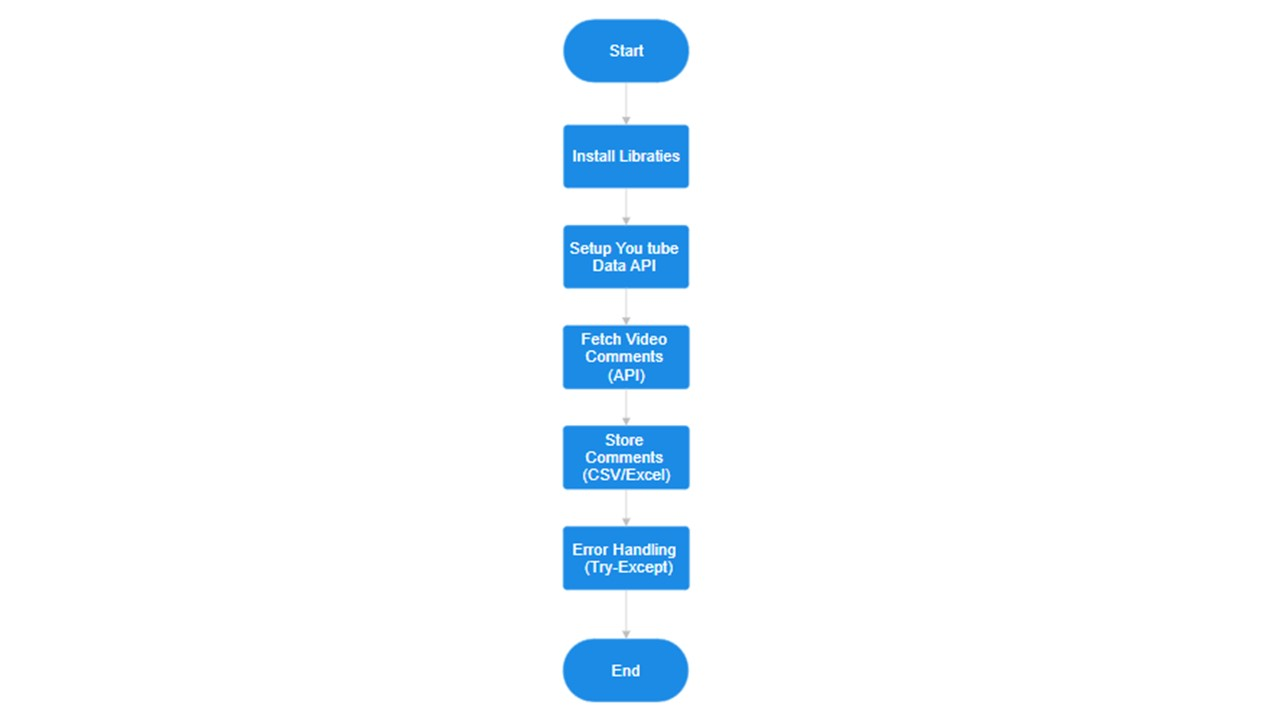 Start
Install Libraties
Setup You tube
Data API
Fetch Video
Comments
(API)
Store
Comments
(CSV/Excel)
Error Handling
(Try-Except)
End